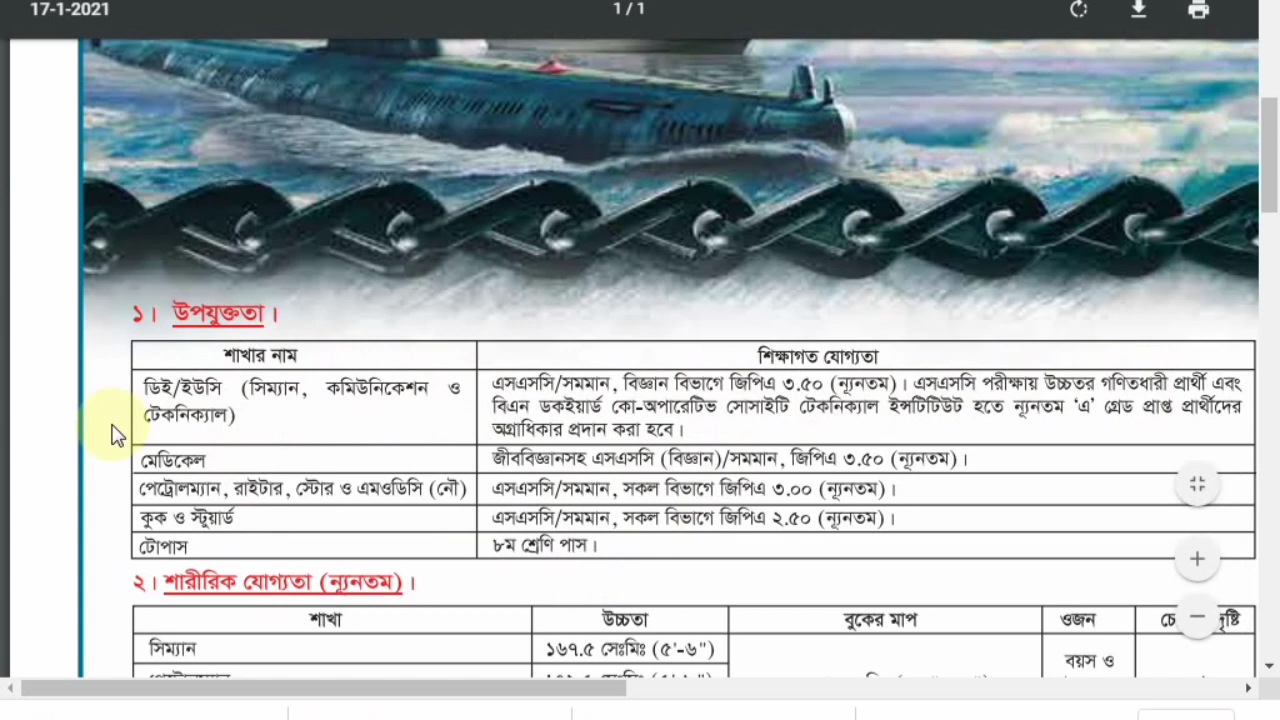 17-1-2021
1 / 1
১। উপযুক্ততা।
শাখার নাম
শিক্ষাগত যোগ্যতা
ডিই/ইউসি (সিম্যান, কমিউনিকেশন ও
টেকনিক্যাল)
এসএসসি/সমমান, বিজ্ঞান বিভাগে জিপিএ ৩.৫০ (ন্যূনতম)। এসএসসি পরীক্ষায় উচ্চতর গণিতধারী প্রার্থী এবং
বিএন ডকইয়ার্ড কো-অপারেটিভ সোসাইটি টেকনিক্যাল ইন্সটিটিউট হতে ন্যূনতম ‘এ’ গ্রেড প্রাপ্ত প্রার্থীদের
অগ্রাধিকার প্রদান করা হবে।
মেডিকেল
জীববিজ্ঞানসহ এসএসসি (বিজ্ঞান)/সমমান, জিপিএ ৩.৫০ (ন্যূনতম)।
পেট্রোলম্যান, রাইটার, স্টোর ও এমওডিসি (নৌ)
এসএসসি/সমমান, সকল বিভাগে জিপিএ ৩.০০ (ন্যূনতম)।
কুক ও স্টুয়ার্ড
এসএসসি/সমমান, সকল বিভাগে জিপিএ ২.৫০ (ন্যূনতম)।
টোপাস
৮ম শ্রেণি পাস।
২। শারীরিক যোগ্যতা (ন্যূনতম)।
শাখা
উচ্চতা
বুকের মাপ
ওজন
সিম্যান
১৬৭.৫ সেঃমিঃ (৫'-৬")
বয়স ও